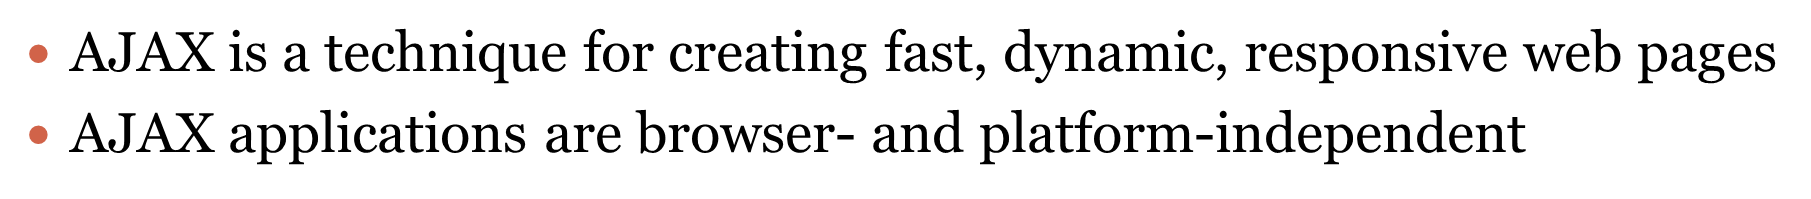 • AJAX is a technique for creating fast, dynamic, responsive web pages
• AJAX applications are browser- and platform-independent